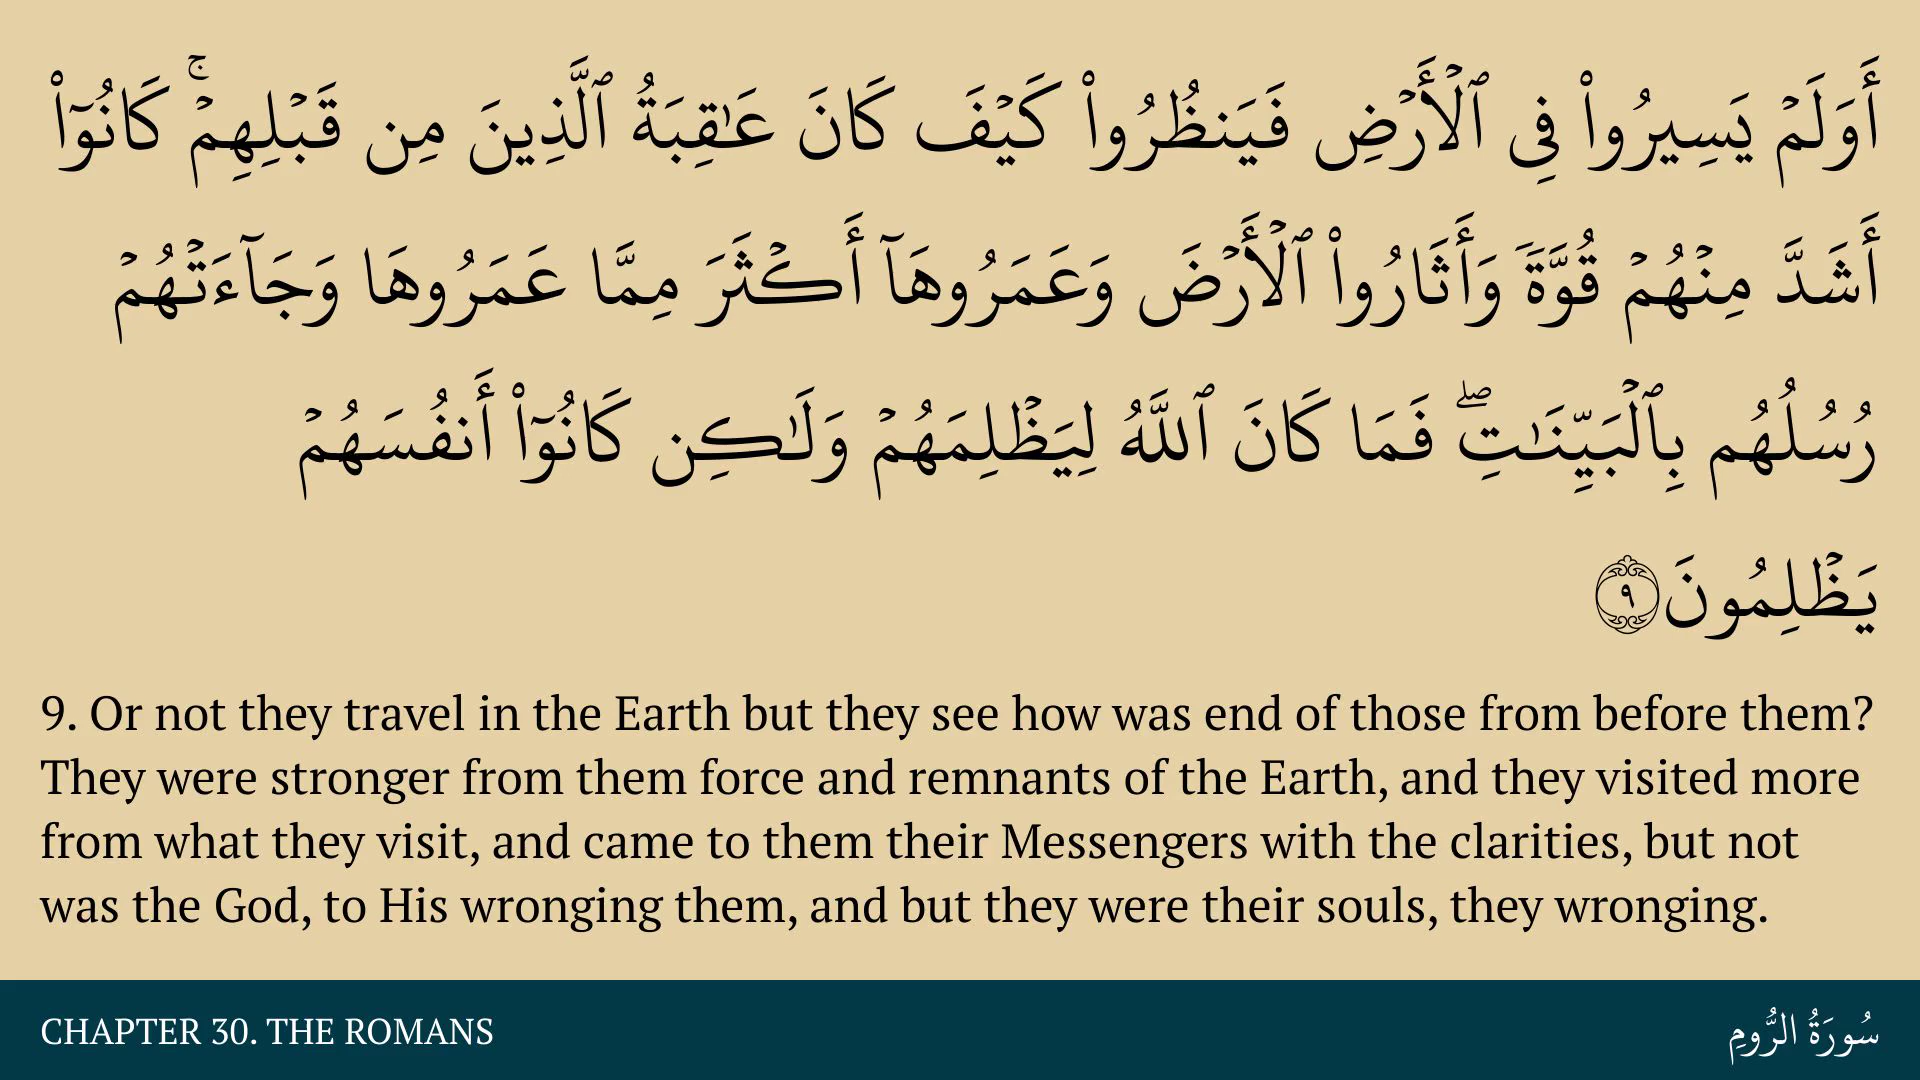 أَوَلَمْ يَسِيرُوا۟ فِى ٱلْأَرْضِ فَيَنظُرُوا۟ كَيْفَ كَانَ عَـٰقِبَةُ ٱلَّذِينَ مِن قَبْلِهِمْ ۚ كَانُوٓا۟
أَشَدَّ مِنْهُمْ قُوَّةًۭ وَأَثَارُوا۟ ٱلْأَرْضَ وَعَمَرُوهَآ أَكْثَرَ مِمَّا عَمَرُوهَا وَجَآءَتْهُمْ
رُسُلُهُم بِٱلْبَيِّنَـٰتِ ۖ فَمَا كَانَ ٱللَّهُ لِيَظْلِمَهُمْ وَلَـٰكِن كَانُوٓا۟ أَنفُسَهُمْ
يَظْلِمُونَ ۝٩
9. Or not they travel in the Earth but they see how was end of those from before them?
They were stronger from them force and remnants of the Earth, and they visited more
from what they visit, and came to them their Messengers with the clarities, but not
was the God, to His wronging them, and but they were their souls, they wronging.
CHAPTER 30. THE ROMANS
سُورَةُ الرُّومِ